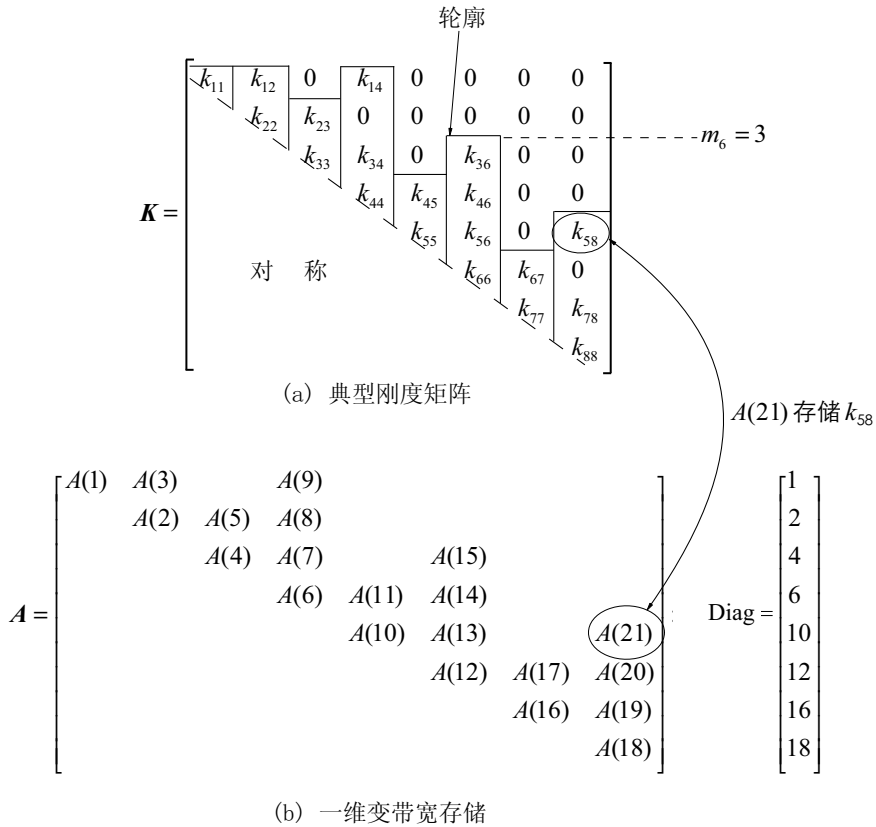 轮廓
k₁₁ k₁₂ 0 k₁₄ 0 0 0 0
k₂₂ k₂₃ 0 0 0 0 0
m₆ = 3
k₃₃ k₃₄ 0 k₃₆ 0 0
k₄₄ k₄₅ k₄₆ 0 0
K =
k₅₅ k₅₆ 0 k₅₈
对 称
k₆₆ k₆₇ 0
k₇₇ k₇₈
k₈₈
(a) 典型刚度矩阵
A(21) 存储 k₅₈
A(1) A(3) A(9) 1
A(2) A(5) A(8) 2
A(4) A(7) A(15) 4
A(6) A(11) A(14) 6
A = ; Diag =
A(10) A(13) A(21) 10
A(12) A(17) A(20) 12
A(16) A(19) 16
A(18) 18
(b) 一维变带宽存储